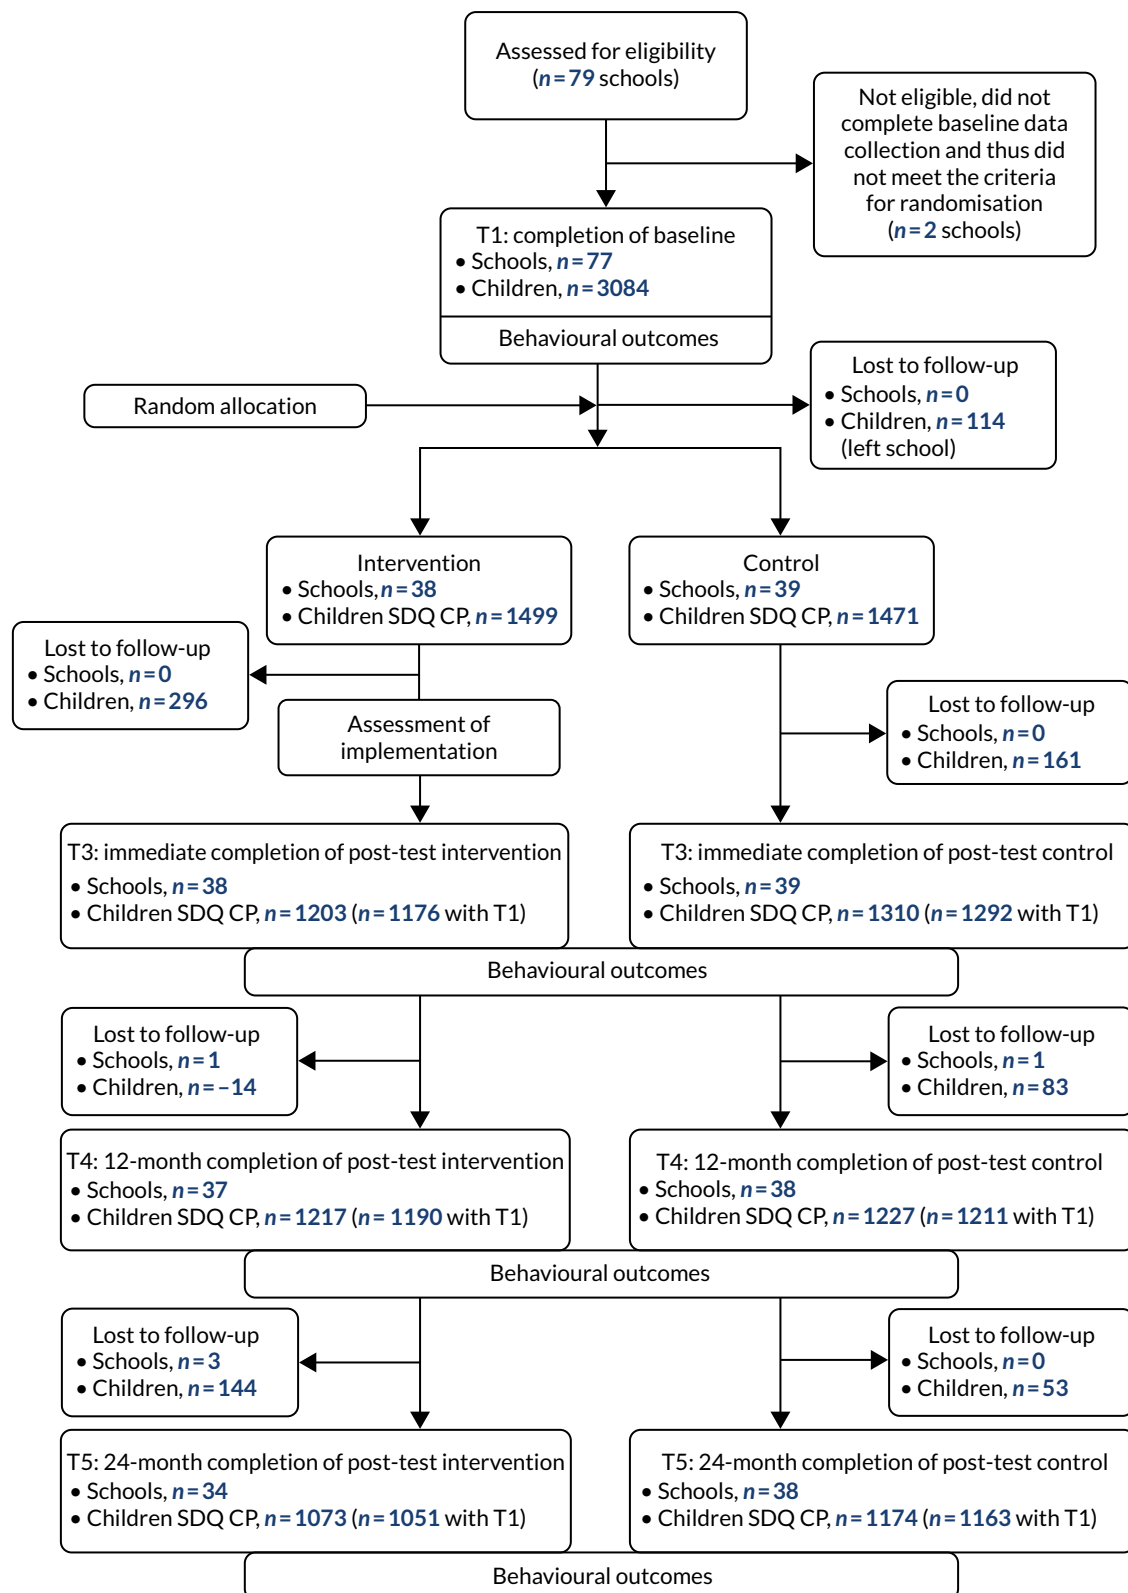 Assessed for eligibility
(n=79 schools)
Not eligible, did not
complete baseline data
collection and thus did
not meet the criteria
for randomisation
(n=2 schools)
T1: completion of baseline
• Schools, n=77
• Children, n=3084
Behavioural outcomes
Random allocation
Lost to follow-up
• Schools, n=0
• Children, n=114
(left school)
Intervention
• Schools, n=38
• Children SDQ CP, n=1499
Control
• Schools, n=39
• Children SDQ CP, n=1471
Lost to follow-up
• Schools, n=0
• Children, n=296
Assessment of
implementation
Lost to follow-up
• Schools, n=0
• Children, n=161
T3: immediate completion of post-test intervention
• Schools, n=38
• Children SDQ CP, n=1203 (n=1176 with T1)
T3: immediate completion of post-test control
• Schools, n=39
• Children SDQ CP, n=1310 (n=1292 with T1)
Behavioural outcomes
Lost to follow-up
• Schools, n=1
• Children, n=–14
Lost to follow-up
• Schools, n=1
• Children, n=83
T4: 12-month completion of post-test intervention
• Schools, n=37
• Children SDQ CP, n=1217 (n=1190 with T1)
T4: 12-month completion of post-test control
• Schools, n=38
• Children SDQ CP, n=1227 (n=1211 with T1)
Behavioural outcomes
Lost to follow-up
• Schools, n=3
• Children, n=144
Lost to follow-up
• Schools, n=0
• Children, n=53
T5: 24-month completion of post-test intervention
• Schools, n=34
• Children SDQ CP, n=1073 (n=1051 with T1)
T5: 24-month completion of post-test control
• Schools, n=38
• Children SDQ CP, n=1174 (n=1163 with T1)
Behavioural outcomes